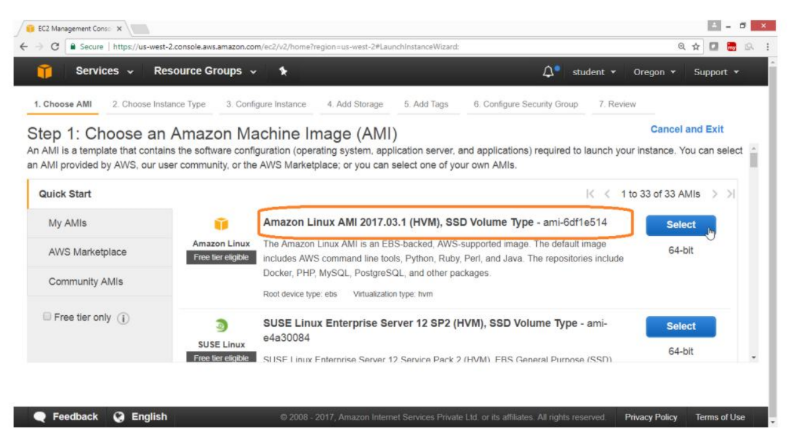 EC2 Management Conso
Secure | https://us-west-2.console.aws.amazon.com/ec2/v2/home?region=us-west-2#LaunchInstanceWizard:
Services Resource Groups student Oregon Support
1. Choose AMI 2. Choose Instance Type 3. Configure Instance 4. Add Storage 5. Add Tags 6. Configure Security Group 7. Review
Step 1: Choose an Amazon Machine Image (AMI) Cancel and Exit
An AMI is a template that contains the software configuration (operating system, application server, and applications) required to launch your instance. You can select
an AMI provided by AWS, our user community, or the AWS Marketplace; or you can select one of your own AMIs.
Quick Start 1 to 33 of 33 AMIs
My AMIs
AWS Marketplace
Community AMIs
Free tier only
Amazon Linux
Free tier eligible
Amazon Linux AMI 2017.03.1 (HVM), SSD Volume Type - ami-6df1e514
The Amazon Linux AMI is an EBS-backed, AWS-supported image. The default image
includes AWS command line tools, Python, Ruby, Perl, and Java. The repositories include
Docker, PHP, MySQL, PostgreSQL, and other packages.
Root device type: ebs Virtualization type: hvm
Select
64-bit
SUSE Linux
Free tier eligible
SUSE Linux Enterprise Server 12 SP2 (HVM), SSD Volume Type - ami-
e4a30084
SUSE Linux Enterprise Server 12 Service Pack 2 (HVM), EBS General Purpose (SSD)
Select
64-bit
Feedback English © 2008 - 2017, Amazon Internet Services Private Ltd. or its affiliates. All rights reserved. Privacy Policy Terms of Use